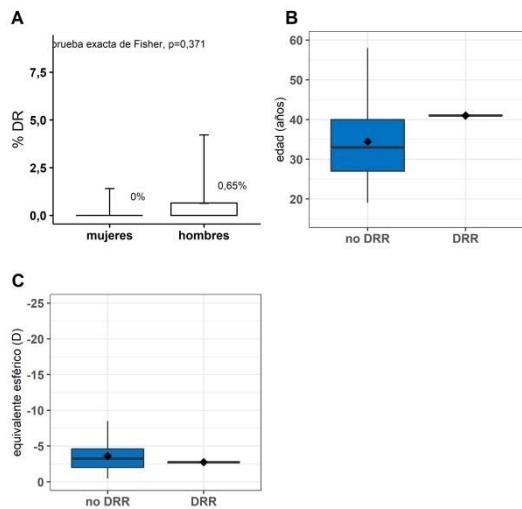 A
prueba exacta de Fisher, p=0,371
% DR
7,5
5,0
2,5
0,0
0%
0,65%
mujeres
hombres
B
edad (años)
60
50
40
30
20
no DRR
DRR
C
equivalente esférico (D)
-25
-20
-15
-10
-5
0
no DRR
DRR